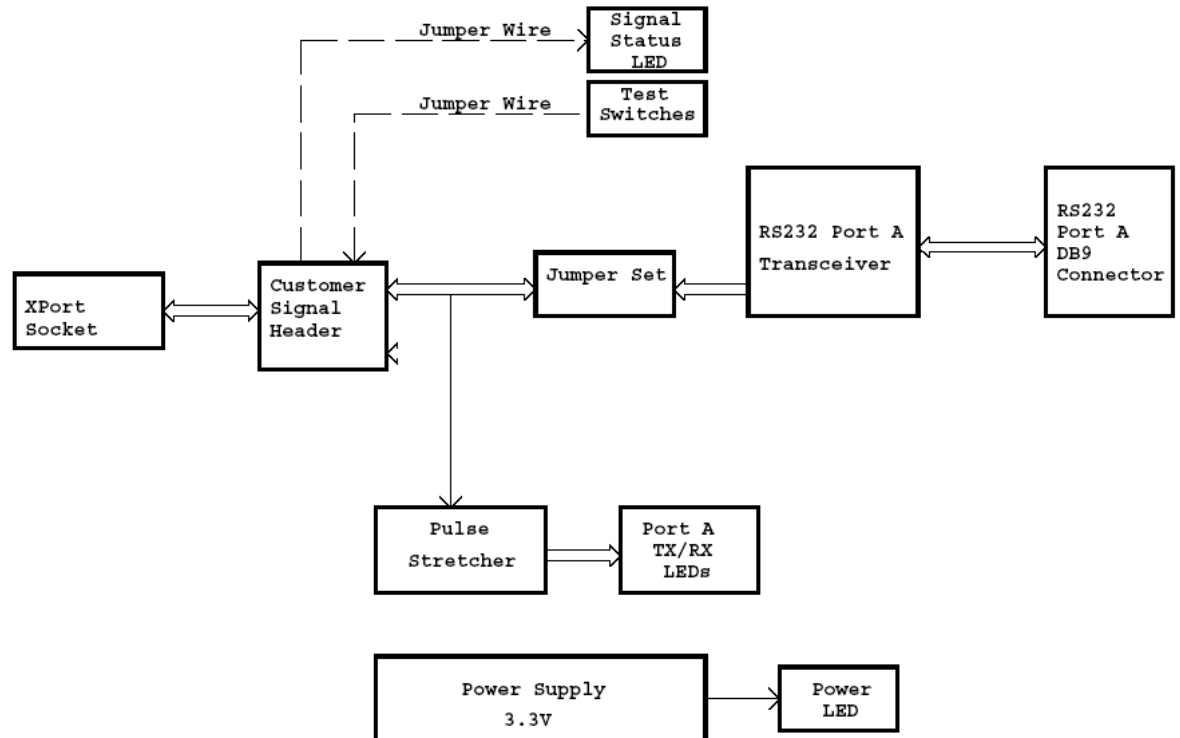 Jumper Wire
Signal
Status
LED
Jumper Wire
Test
Switches
RS232 Port A
Transceiver
RS232
Port A
DB9
Connector
Jumper Set
Customer
Signal
Header
XPort
Socket
Pulse
Stretcher
Port A
TX/RX
LEDs
Power Supply
3.3V
Power
LED